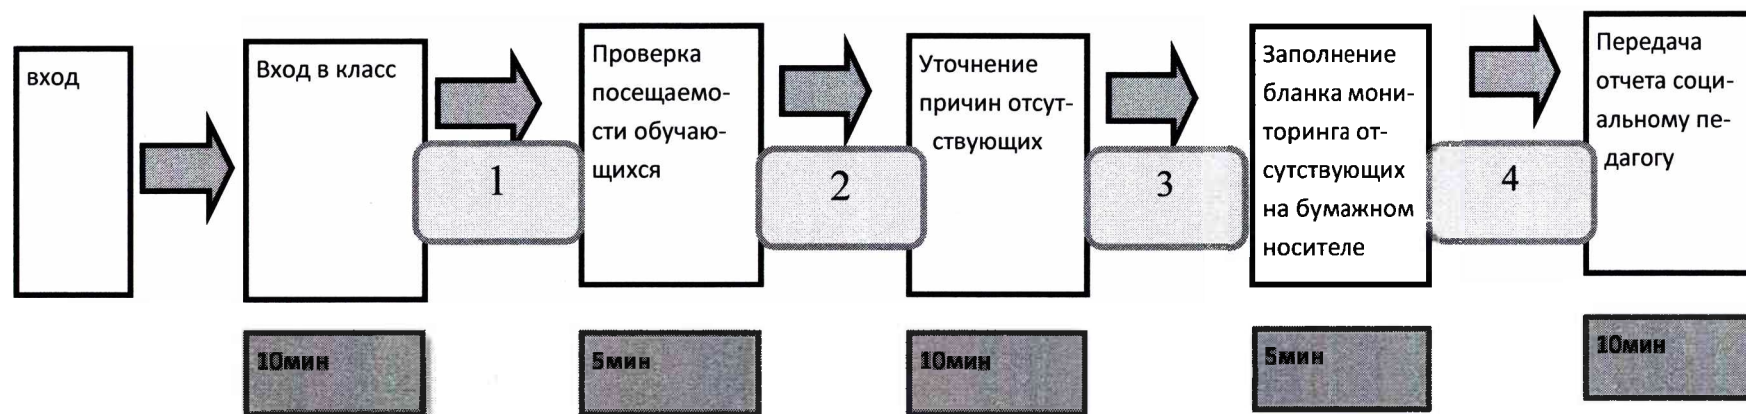 вход
Вход в класс
Проверка
посещаемо-
сти обучаю-
щихся
Уточнение
причин отсут-
ствующих
Заполнение
бланка мони-
торинга от-
сутствующих
на бумажном
носителе
Передача
отчета соци-
альному пе-
дагогу
1
2
3
4
10мин
5мин
10мин
5мин
10мин